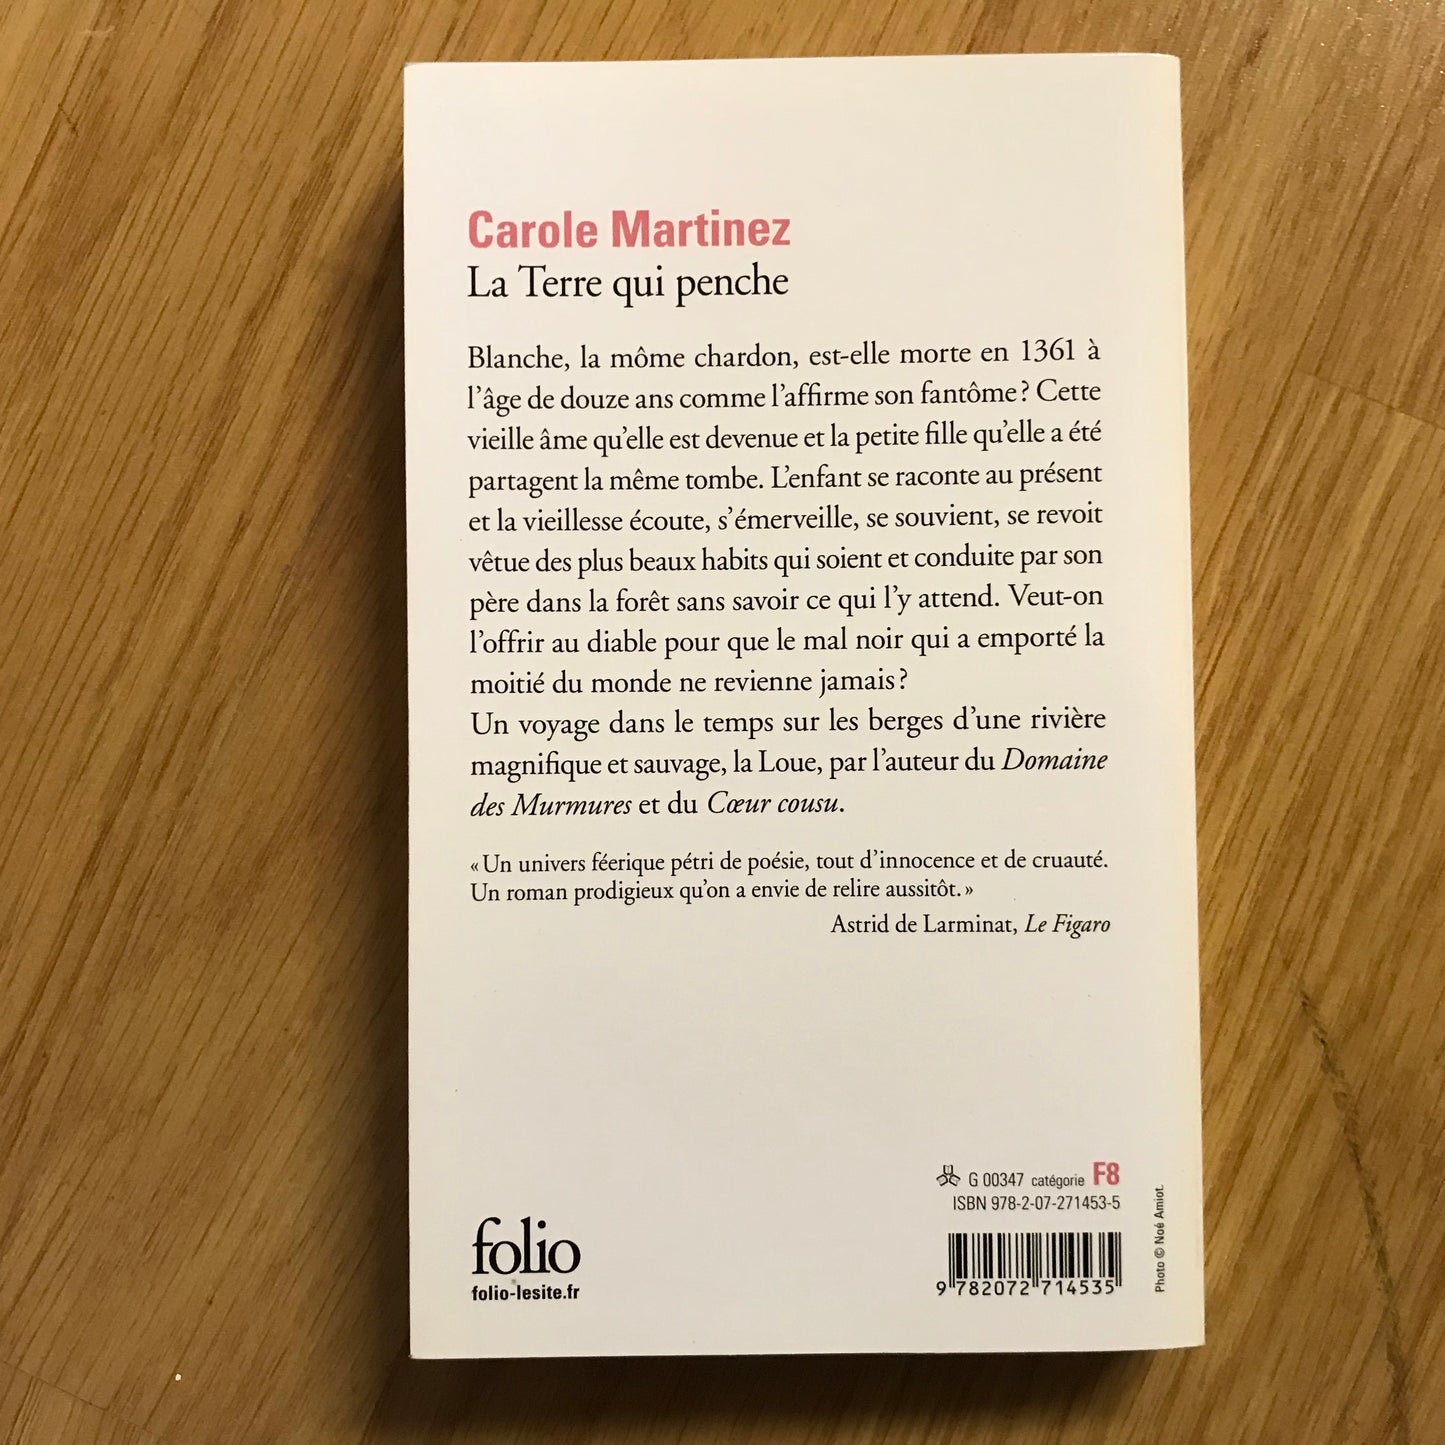 Carole Martinez
La Terre qui penche
Blanche, la môme chardon, est-elle morte en 1361 à
l'âge de douze ans comme l'affirme son fantôme ? Cette
vieille âme qu'elle est devenue et la petite fille qu'elle a été
partagent la même tombe. L'enfant se raconte au présent
et la vieillesse écoute, s'émerveille, se souvient, se revoit
vêtue des plus beaux habits qui soient et conduite par son
père dans la forêt sans savoir ce qui l'y attend. Veut-on
l'offrir au diable pour que le mal noir qui a emporté la
moitié du monde ne revienne jamais ?
Un voyage dans le temps sur les berges d'une rivière
magnifique et sauvage, la Loue, par l'auteur du Domaine
des Murmures et du Cœur cousu.
« Un univers féerique pétri de poésie, tout d'innocence et de cruauté.
Un roman prodigieux qu'on a envie de relire aussitôt. »
Astrid de Larminat, Le Figaro
G 00347 catégorie F8
ISBN 978-2-07-271453-5
folio
folio-lesite.fr
9 782072 714535
Photo © Noé Amiot.